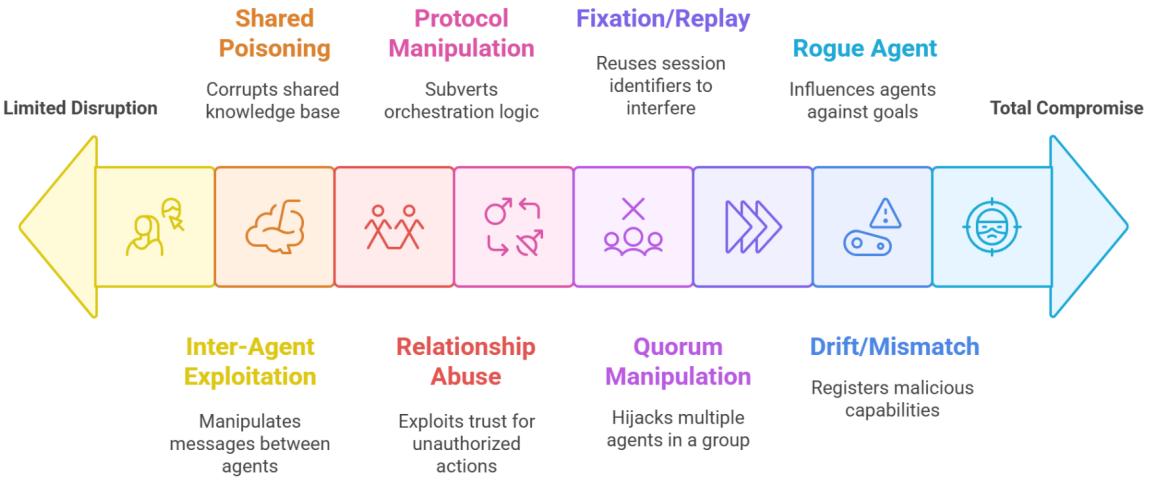 Shared
Poisoning
Corrupts shared
knowledge base
Protocol
Manipulation
Subverts
orchestration logic
Fixation/Replay
Reuses session
identifiers to
interfere
Rogue Agent
Influences agents
against goals
Limited Disruption
Total Compromise
Inter-Agent
Exploitation
Manipulates
messages between
agents
Relationship
Abuse
Exploits trust for
unauthorized
actions
Quorum
Manipulation
Hijacks multiple
agents in a group
Drift/Mismatch
Registers malicious
capabilities